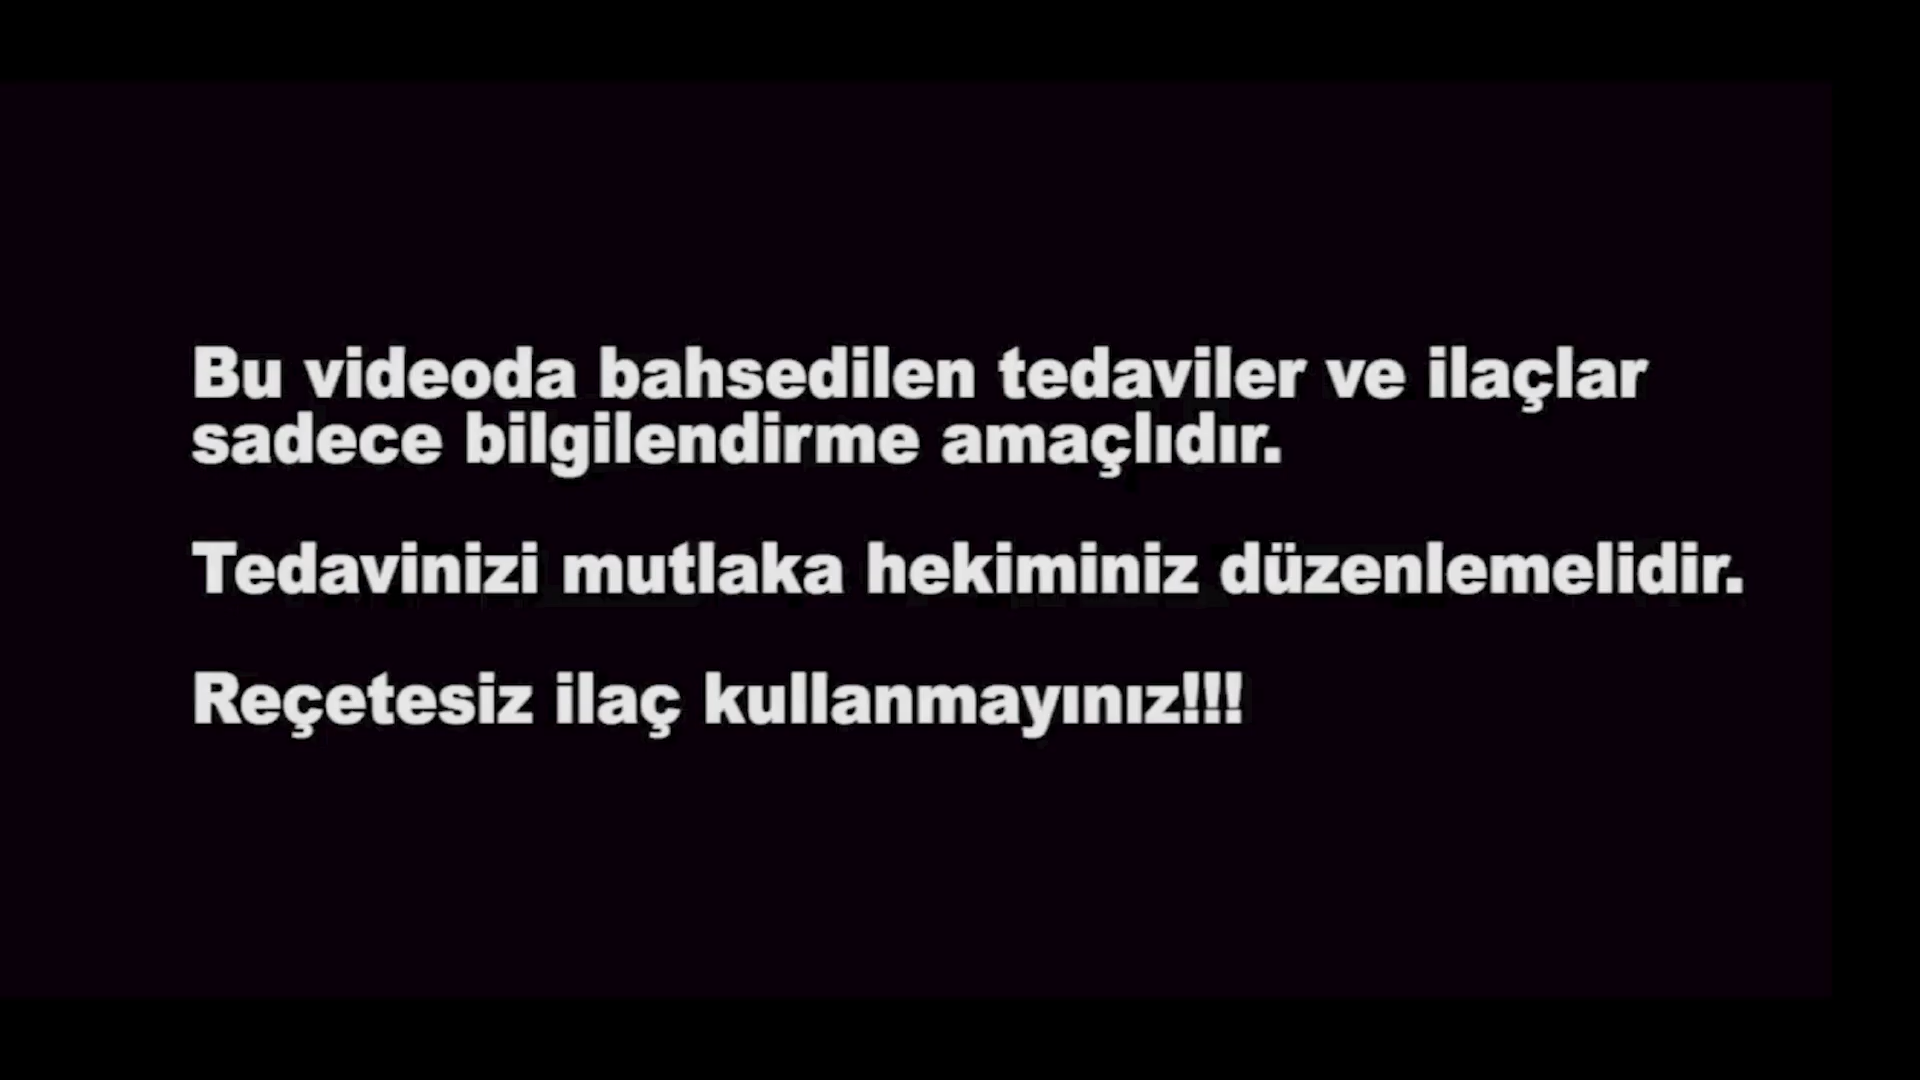 Bu videoda bahsedilen tedaviler ve ilaçlar
sadece bilgilendirme amaçlıdır.
Tedavinizi mutlaka hekiminiz düzenlemelidir.
Reçetesiz ilaç kullanmayınız!!!